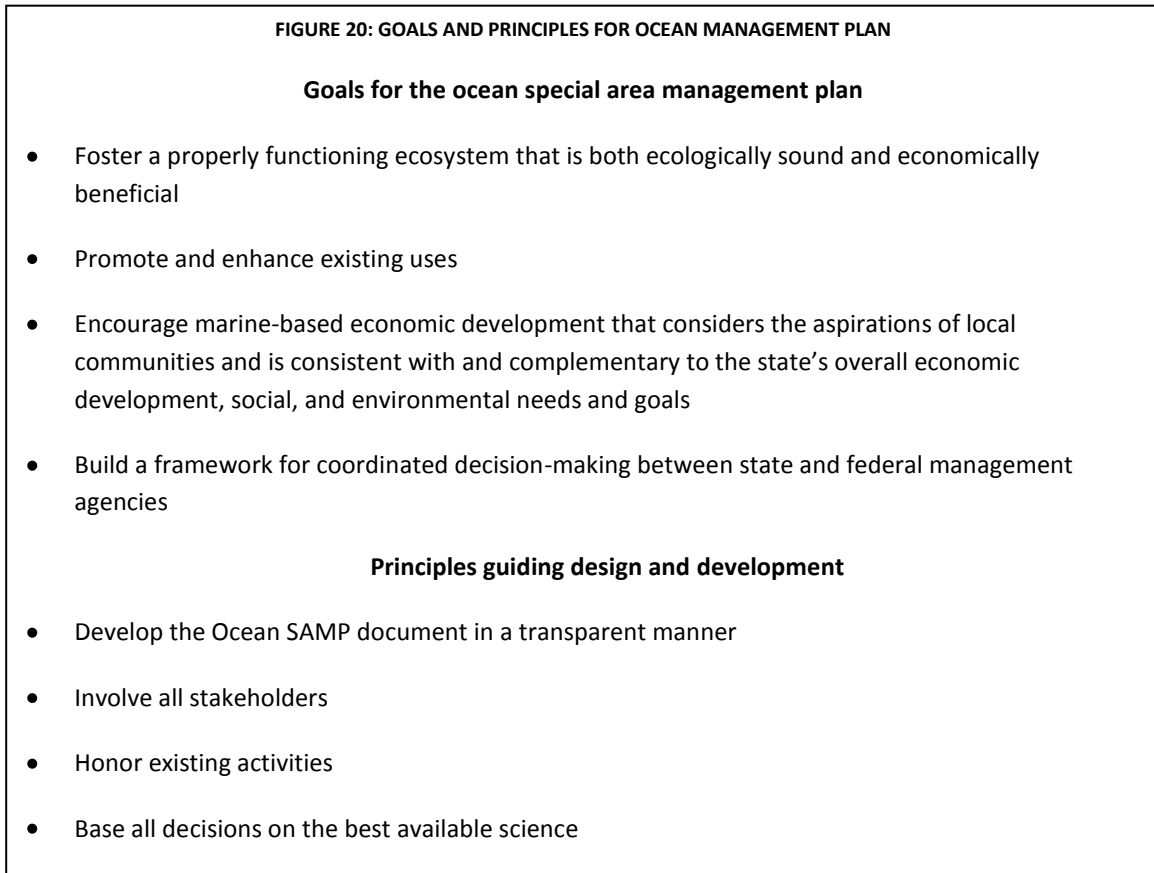 FIGURE 20: GOALS AND PRINCIPLES FOR OCEAN MANAGEMENT PLAN
Goals for the ocean special area management plan
• Foster a properly functioning ecosystem that is both ecologically sound and economically
beneficial
• Promote and enhance existing uses
• Encourage marine-based economic development that considers the aspirations of local
communities and is consistent with and complementary to the state’s overall economic
development, social, and environmental needs and goals
• Build a framework for coordinated decision-making between state and federal management
agencies
Principles guiding design and development
• Develop the Ocean SAMP document in a transparent manner
• Involve all stakeholders
• Honor existing activities
• Base all decisions on the best available science